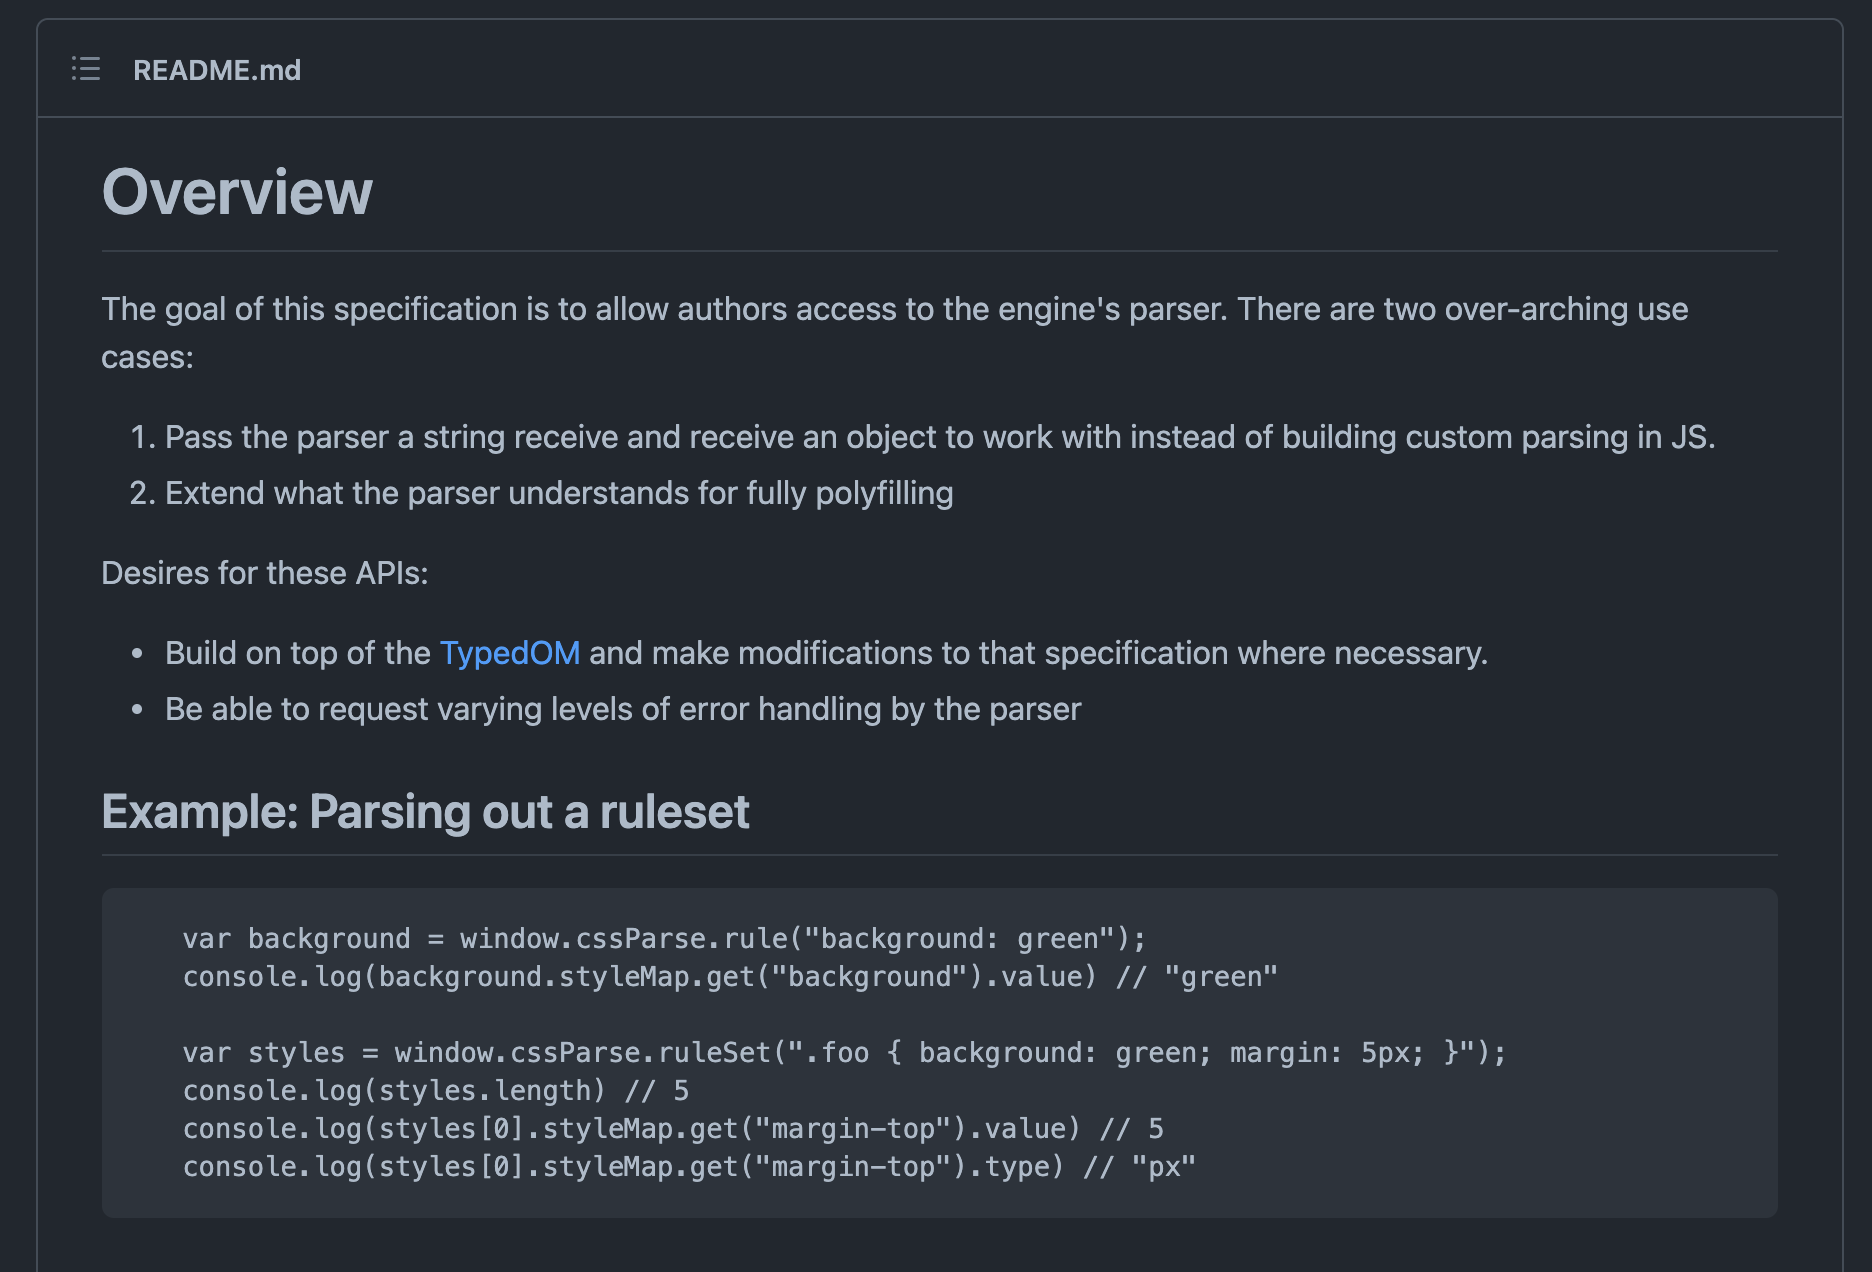 README.md
Overview
The goal of this specification is to allow authors access to the engine's parser. There are two over-arching use
cases:
1. Pass the parser a string receive and receive an object to work with instead of building custom parsing in JS.
2. Extend what the parser understands for fully polyfilling
Desires for these APIs:
• Build on top of the TypedOM and make modifications to that specification where necessary.
• Be able to request varying levels of error handling by the parser
Example: Parsing out a ruleset
var background = window.cssParse.rule("background: green");
console.log(background.styleMap.get("background").value) // "green"
var styles = window.cssParse.ruleSet(".foo { background: green; margin: 5px; }");
console.log(styles.length) // 5
console.log(styles[0].styleMap.get("margin-top").value) // 5
console.log(styles[0].styleMap.get("margin-top").type) // "px"